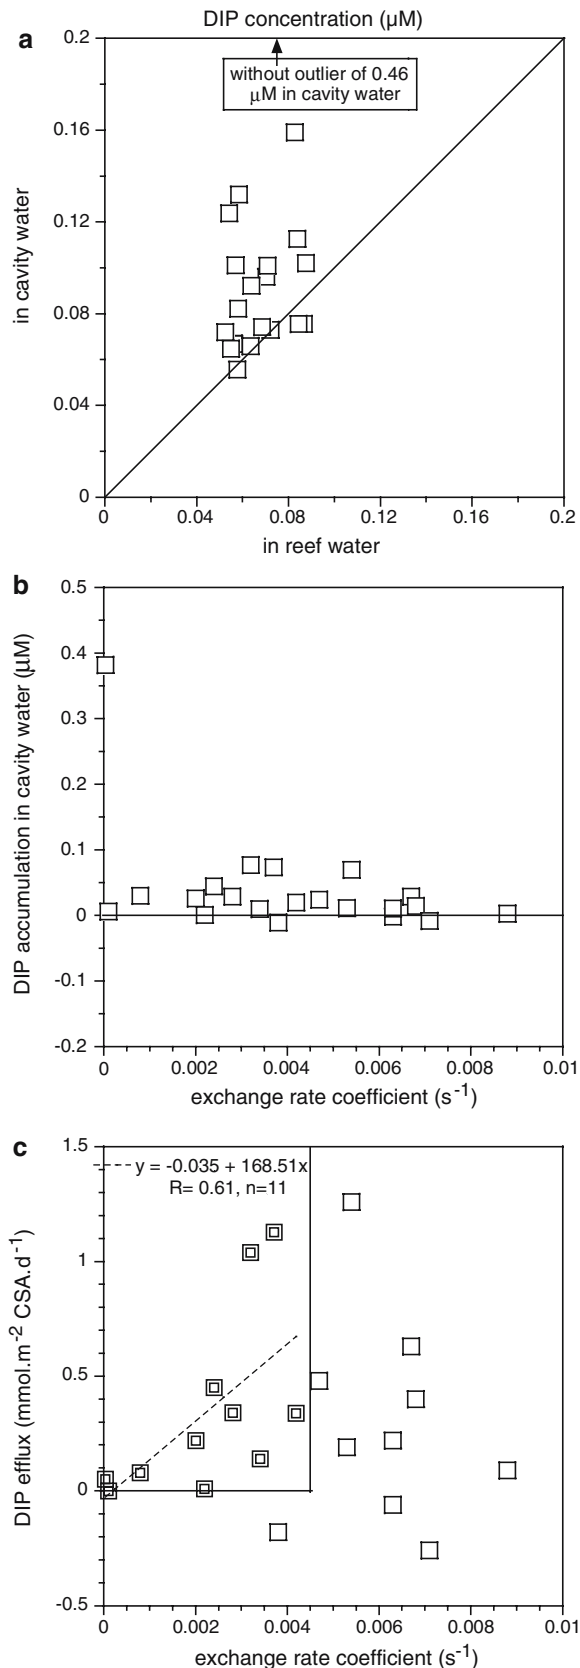 a
DIP concentration (µM)
0.2
without outlier of 0.46
µM in cavity water
0.16
0.12
0.08
0.04
0
in cavity water
0
0.04
0.08
0.12
0.16
0.2
in reef water
b
0.5
0.4
0.3
0.2
0.1
0
-0.1
-0.2
DIP accumulation in cavity water (µM)
0
0.002
0.004
0.006
0.008
0.01
exchange rate coefficient (s⁻¹)
c
1.5
y = -0.035 + 168.51x
R= 0.61, n=11
1
0.5
0
-0.5
DIP efflux (mmol.m⁻² CSA.d⁻¹)
0
0.002
0.004
0.006
0.008
0.01
exchange rate coefficient (s⁻¹)